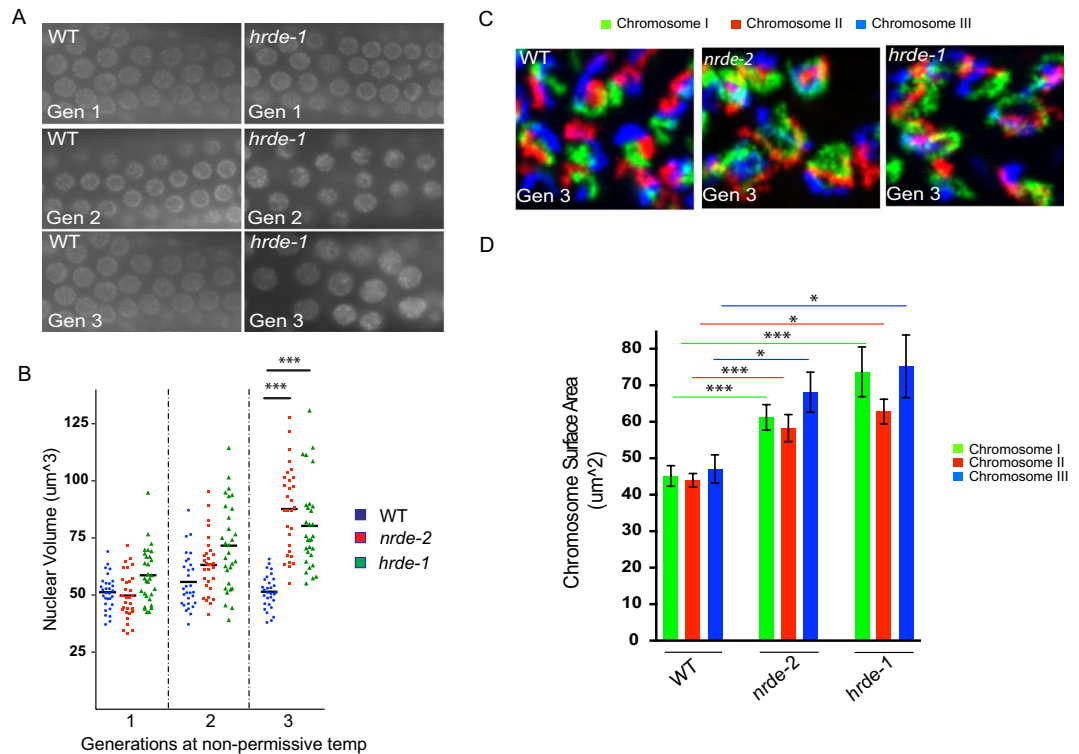 A
WT
hrde-1
Gen 1
Gen 1
WT
hrde-1
Gen 2
Gen 2
WT
hrde-1
Gen 3
Gen 3
B
***
***
Nuclear Volume (um^3)
125
100
75
50
25
1 2 3
Generations at non-permissive temp
WT
nrde-2
hrde-1
C
Chromosome I Chromosome II Chromosome III
WT
nrde-2
hrde-1
Gen 3
Gen 3
Gen 3
D
*
*
***
*
***
***
Chromosome Surface Area
(um^2)
80
70
60
50
40
30
20
10
0
WT
nrde-2
hrde-1
Chromosome I
Chromosome II
Chromosome III